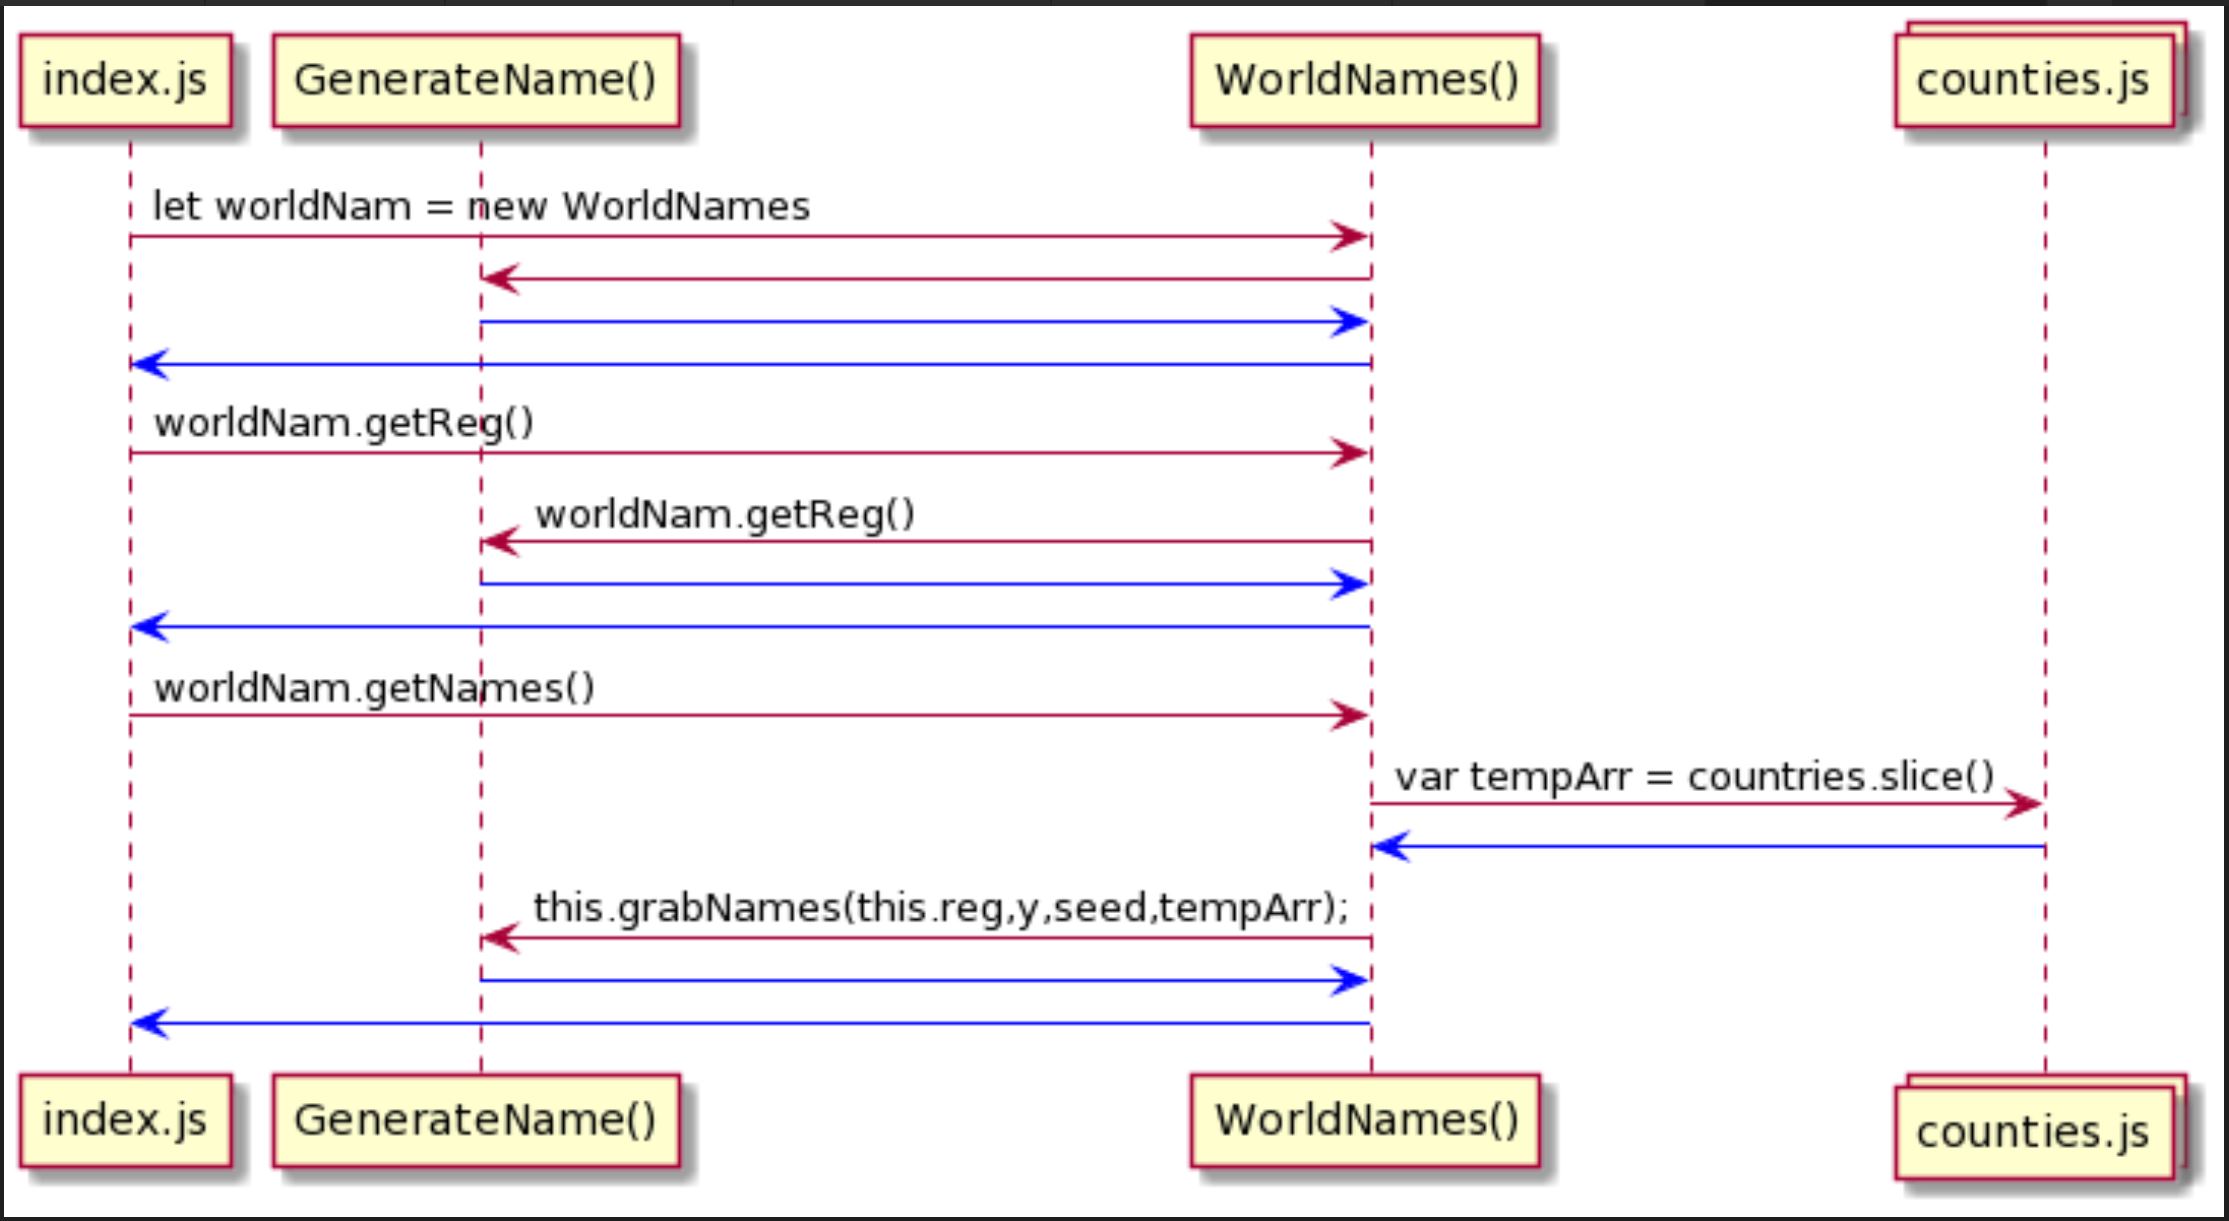 index.js
GenerateName()
WorldNames()
counties.js
let worldNam = new WorldNames
worldNam.getReg()
worldNam.getReg()
worldNam.getNames()
var tempArr = countries.slice()
this.grabNames(this.reg,y,seed,tempArr);
index.js
GenerateName()
WorldNames()
counties.js